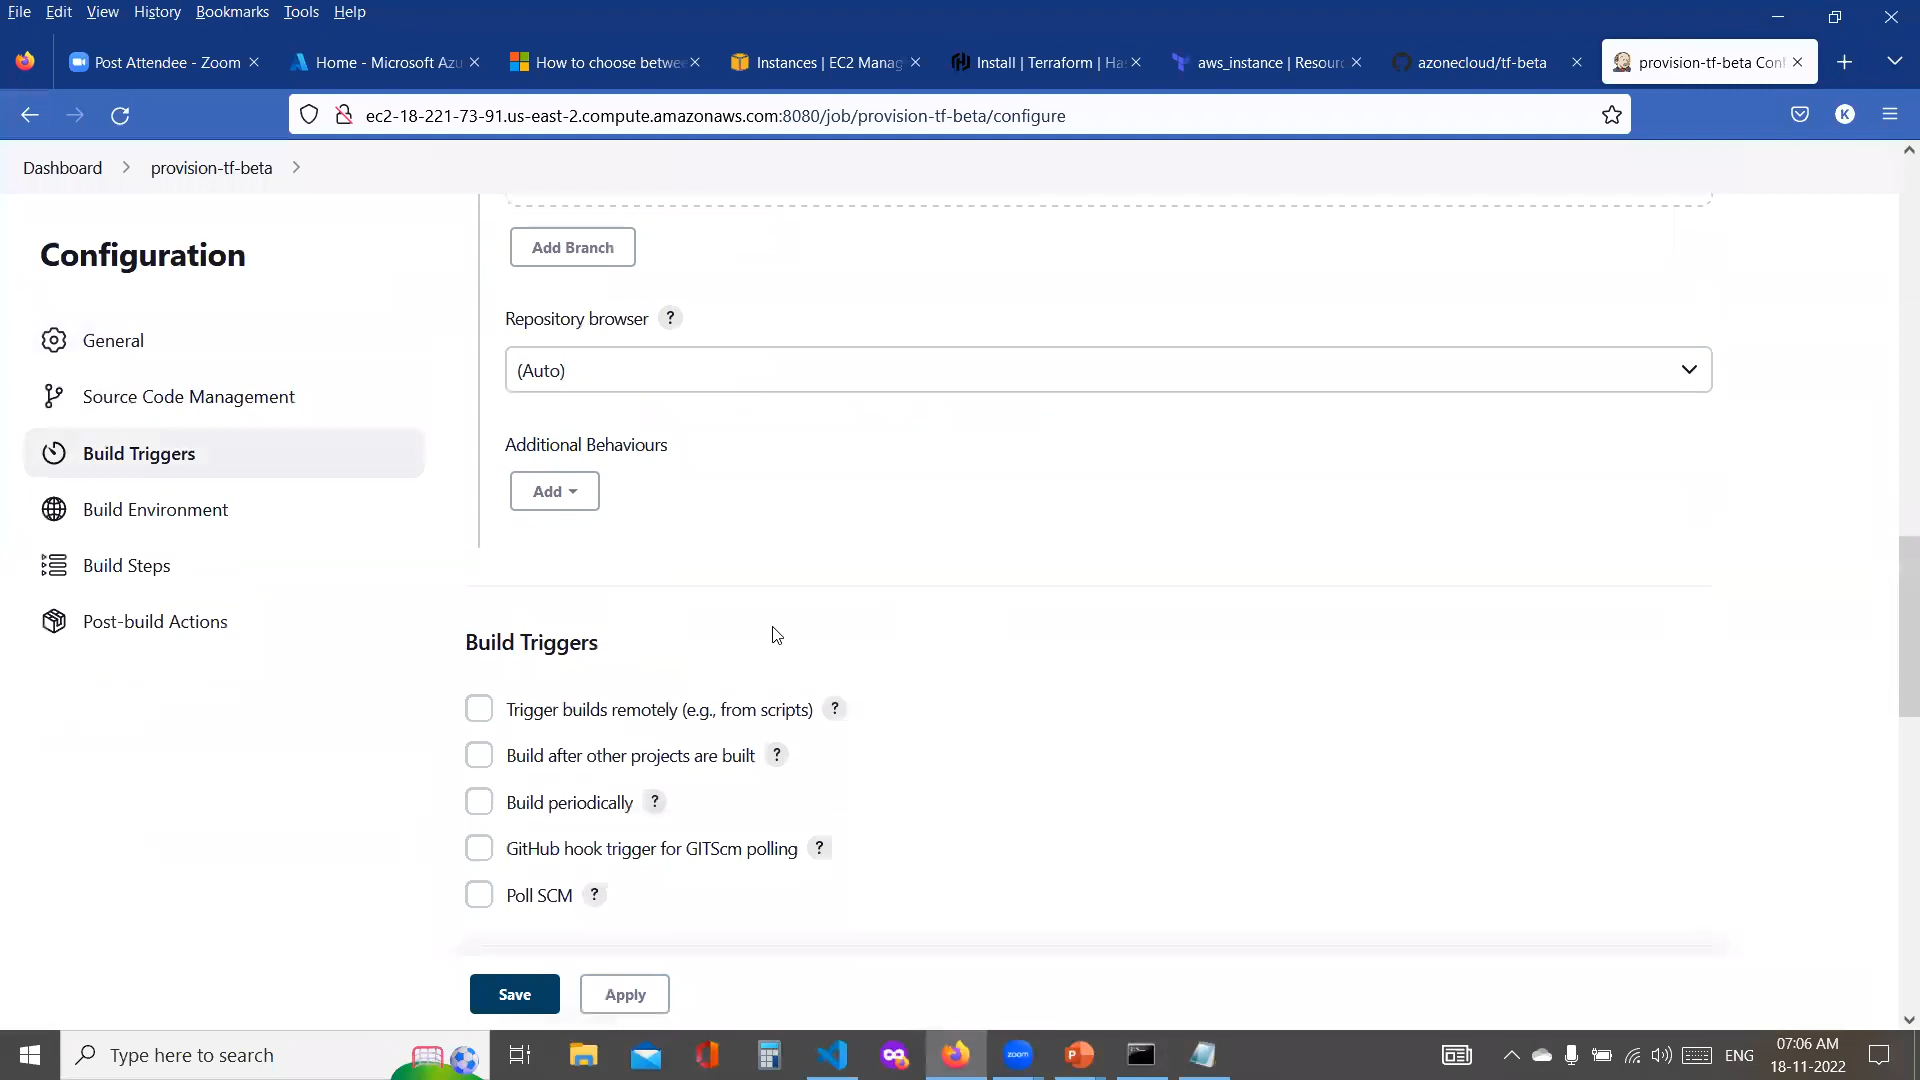 File Edit View History Bookmarks Tools Help
Post Attendee - Zoom
Home - Microsoft Azu
How to choose betwee
Instances | EC2 Manag
Install | Terraform | Ha
aws_instance | Resour
azonecloud/tf-beta
provision-tf-beta Conf
ec2-18-221-73-91.us-east-2.compute.amazonaws.com:8080/job/provision-tf-beta/configure
K
Dashboard > provision-tf-beta >
Configuration
General
Source Code Management
Build Triggers
Build Environment
Build Steps
Post-build Actions
Add Branch
Repository browser ?
(Auto)
Additional Behaviours
Add
Build Triggers
Trigger builds remotely (e.g., from scripts) ?
Build after other projects are built ?
Build periodically ?
GitHub hook trigger for GITScm polling ?
Poll SCM ?
Save Apply
Type here to search
zoom
ENG
07:06 AM
18-11-2022